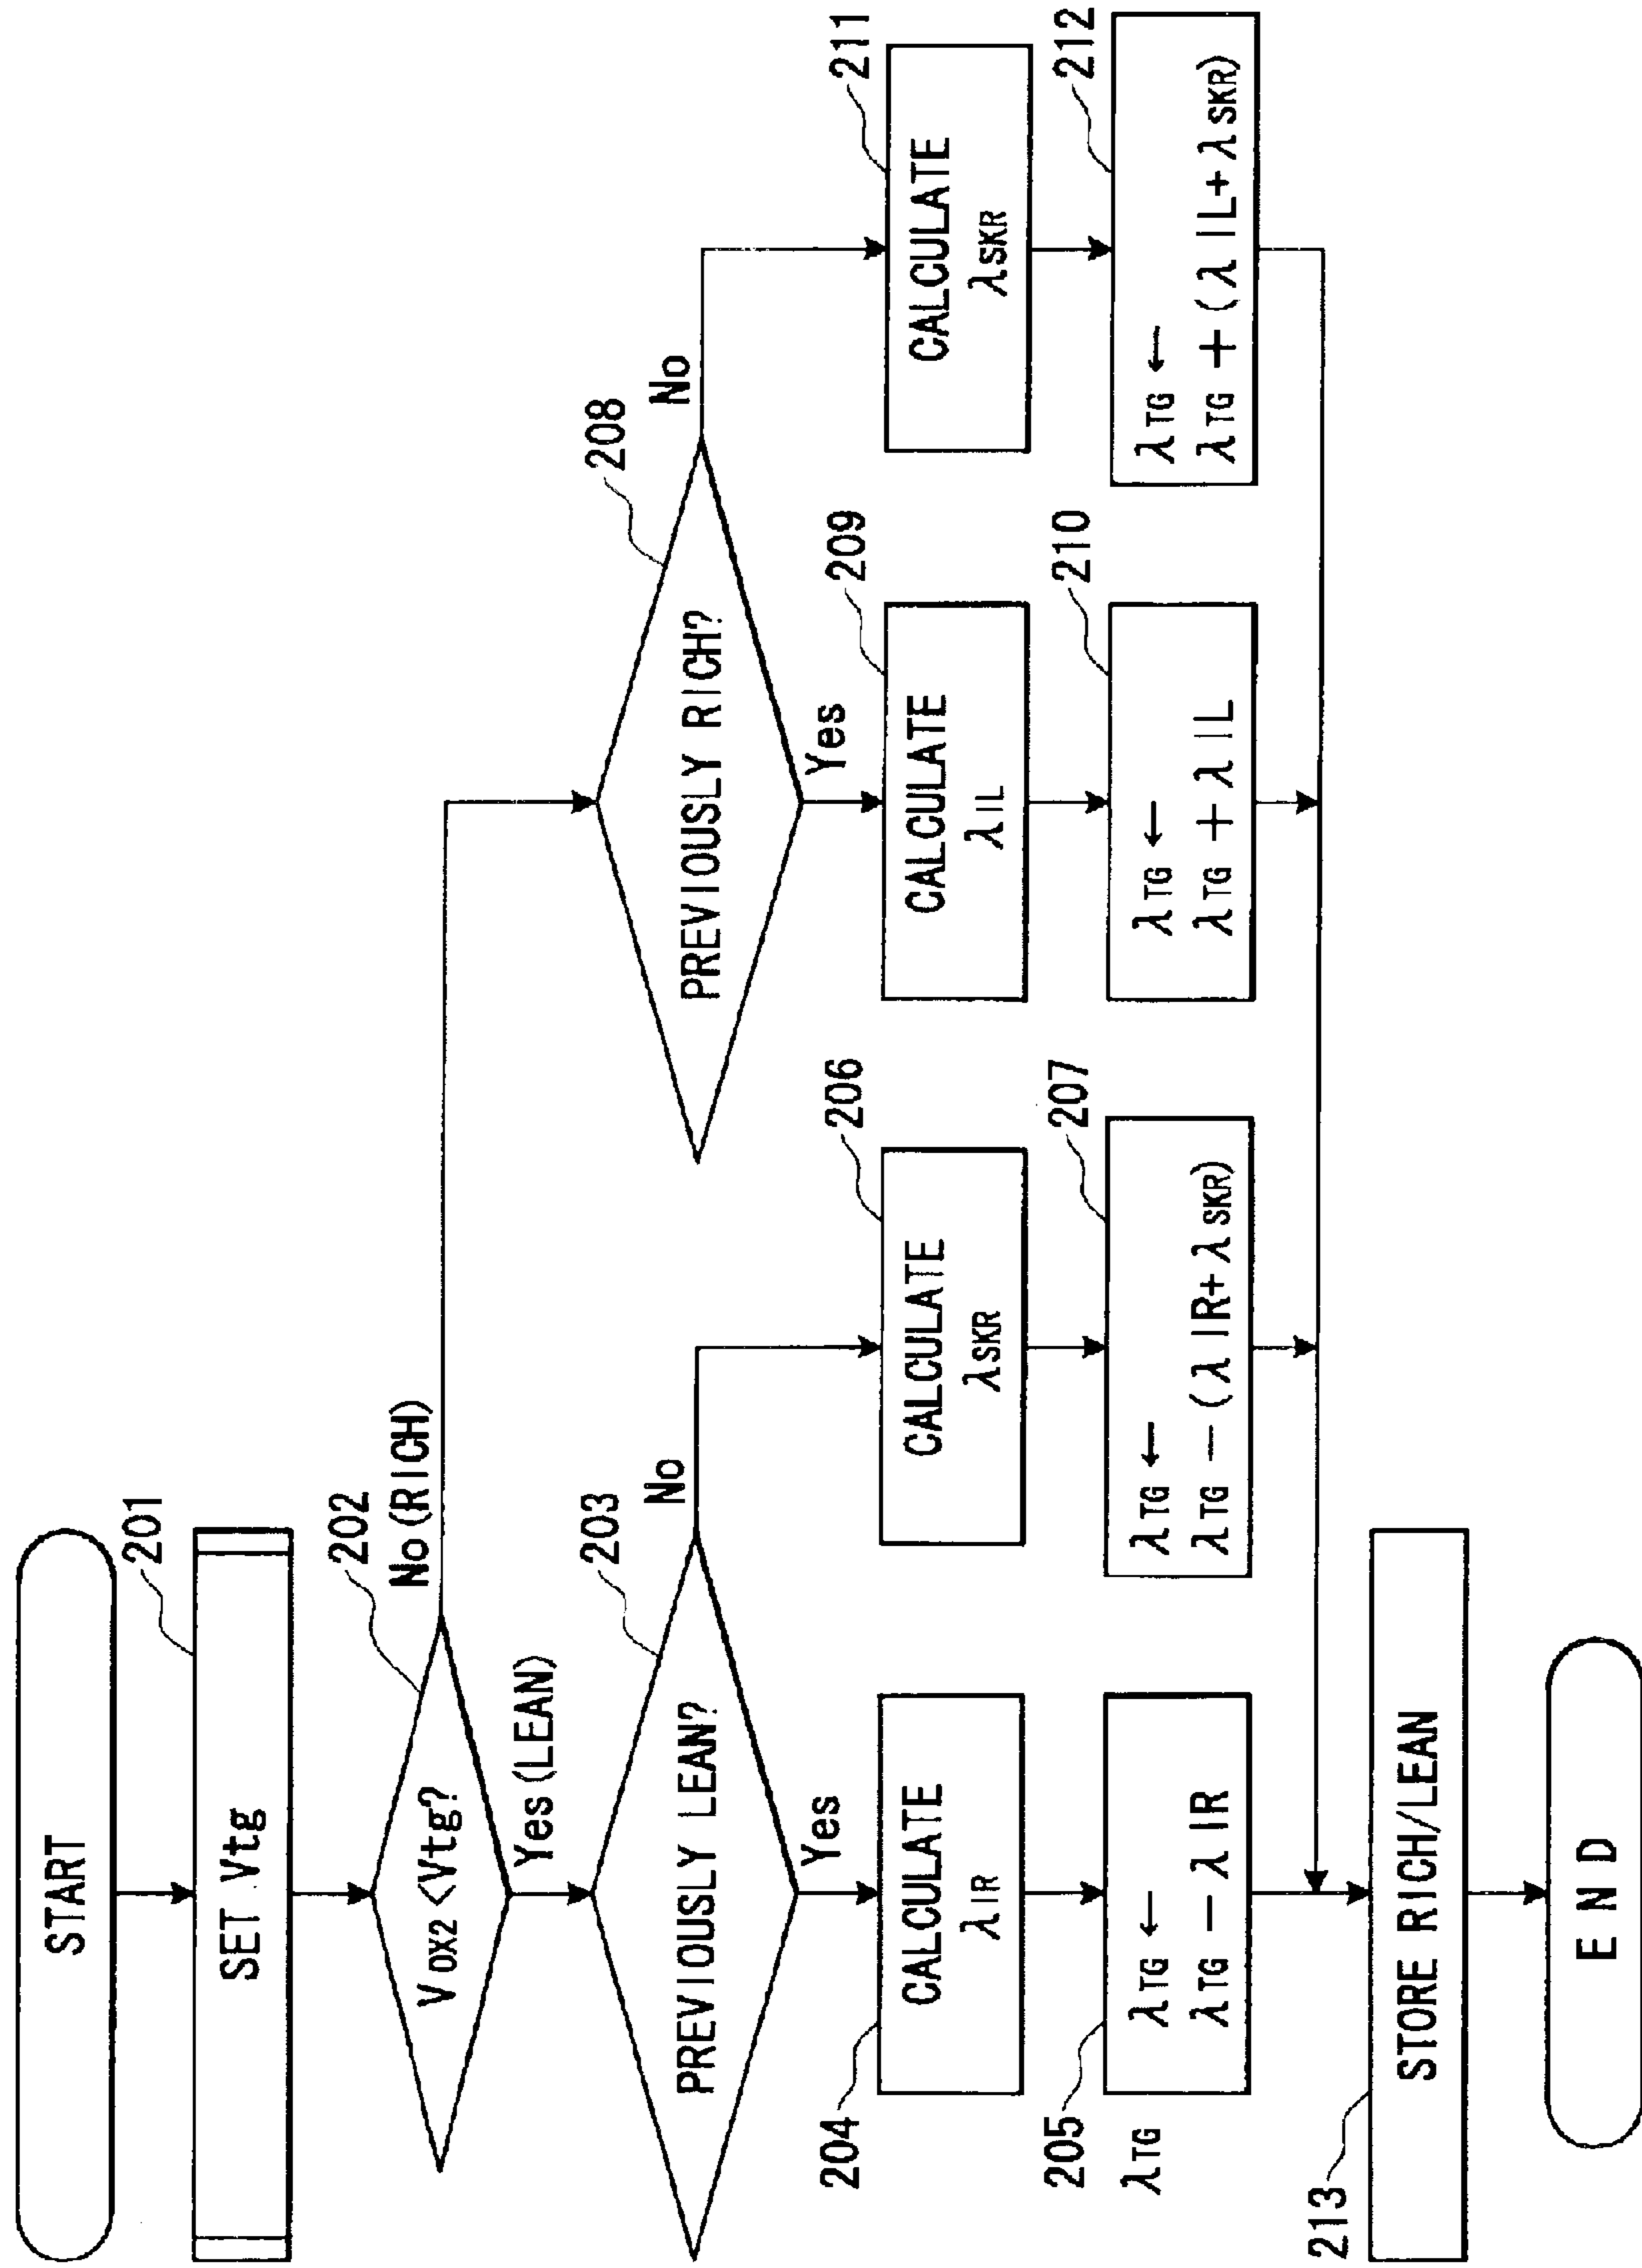 START
201
SET Vtg
202
VOX2 <Vtg?
No (RICH)
Yes (LEAN)
203
PREVIOUSLY LEAN?
No
Yes
208
PREVIOUSLY RICH?
No
Yes
204
CALCULATE
λIR
206
CALCULATE
λSKR
209
CALCULATE
λIL
211
CALCULATE
λSKR
205
λTG
λTG ←
λTG − λIR
207
λTG ←
λTG − (λIR+λSKR)
210
λTG ←
λTG + λIL
212
λTG ←
λTG + (λIL+λSKR)
213
STORE RICH/LEAN
END